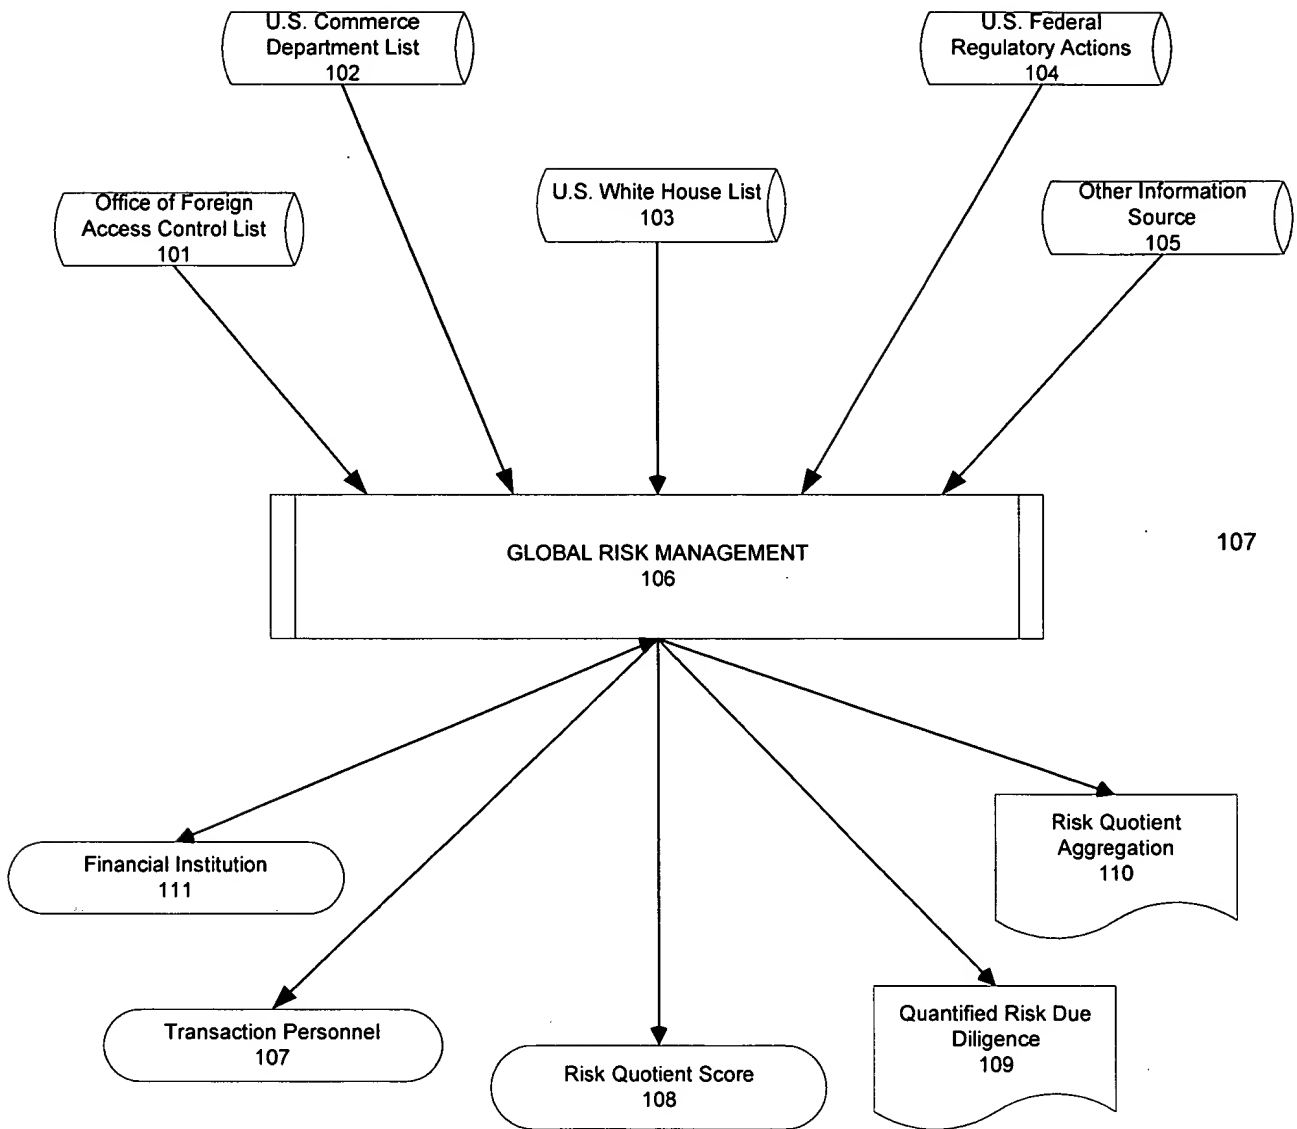 U.S. Commerce
Department List
102
U.S. Federal
Regulatory Actions
104
Office of Foreign
Access Control List
101
U.S. White House List
103
Other Information
Source
105
GLOBAL RISK MANAGEMENT
106
107
Financial Institution
111
Risk Quotient
Aggregation
110
Transaction Personnel
107
Risk Quotient Score
108
Quantified Risk Due
Diligence
109